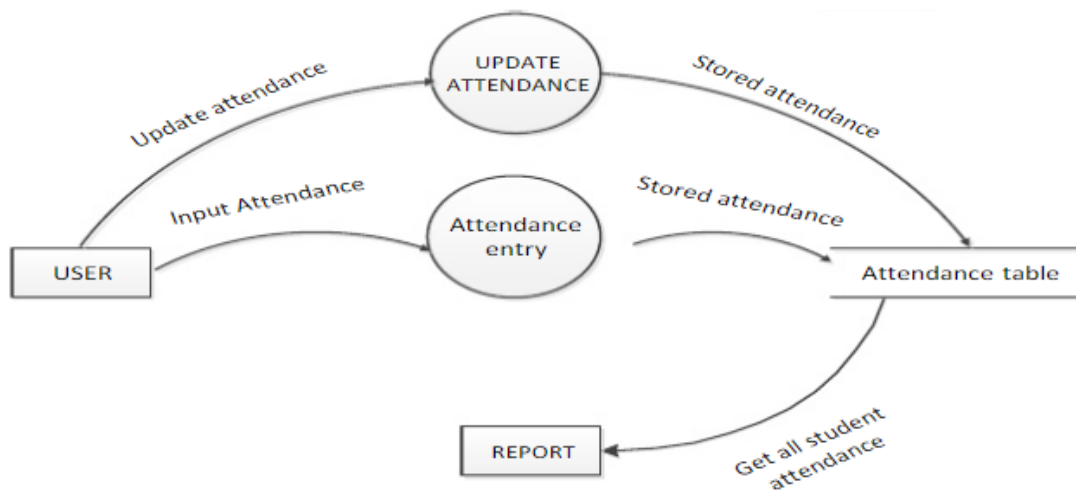 UPDATE
ATTENDANCE
Update attendance
Stored attendance
Input Attendance
Attendance
entry
Stored attendance
USER
Attendance table
REPORT
Get all student
attendance